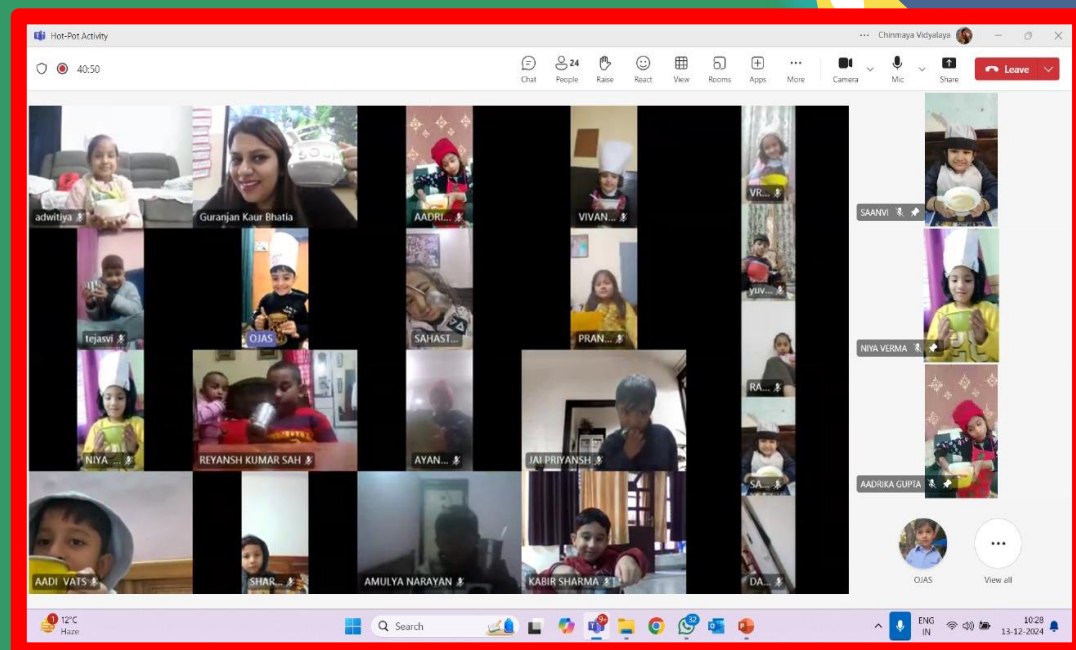 Hot-Pot Activity
··· Chinmaya Vidyalaya
40:50
Chat
24
People
Raise
React
View
Rooms
Apps
More
Camera
Mic
Share
Leave
adwitiya
Guranjan Kaur Bhatia
AADRI...
VIVAN...
VR...
SAANVI
tejasvi
OJAS
SAHAST...
PRAN...
yuv...
NIYA VERMA
NIYA ...
REYANSH KUMAR SAH
AYAN...
JAI PRIYANSH
RA...
SA...
AADRIKA GUPTA
AADI VATS
SHAR...
AMULYA NARAYAN
KABIR SHARMA
DA...
OJAS
View all
1
12°C
Haze
Search
9+
32
ENG
IN
10:28
13-12-2024